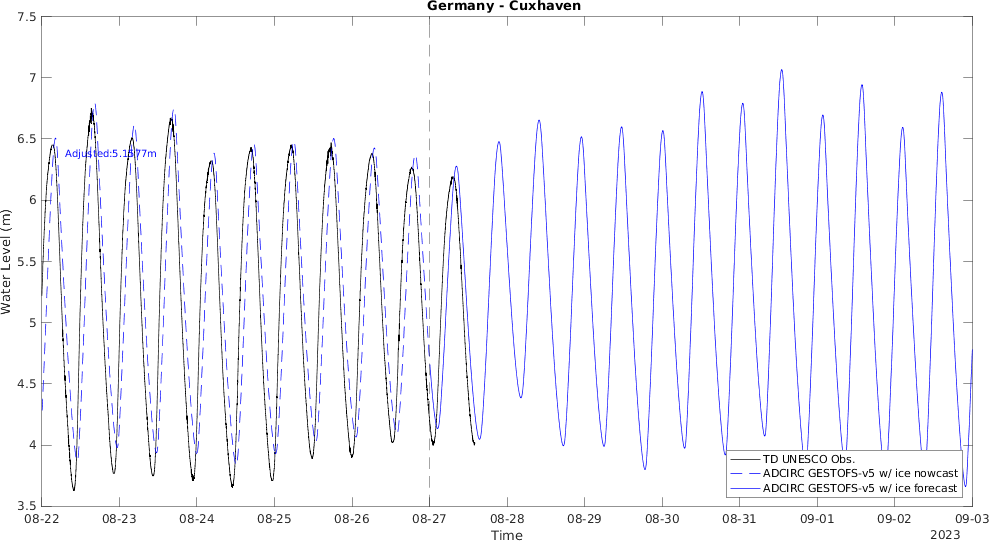 Germany - Cuxhaven
7.5
7
6.5
6
5.5
5
4.5
4
3.5
Water Level (m)
Adjusted:5.1577m
TD UNESCO Obs.
ADCIRC GESTOFS-v5 w/ ice nowcast
ADCIRC GESTOFS-v5 w/ ice forecast
08-22 08-23 08-24 08-25 08-26 08-27 08-28 08-29 08-30 08-31 09-01 09-02 09-03
Time
2023